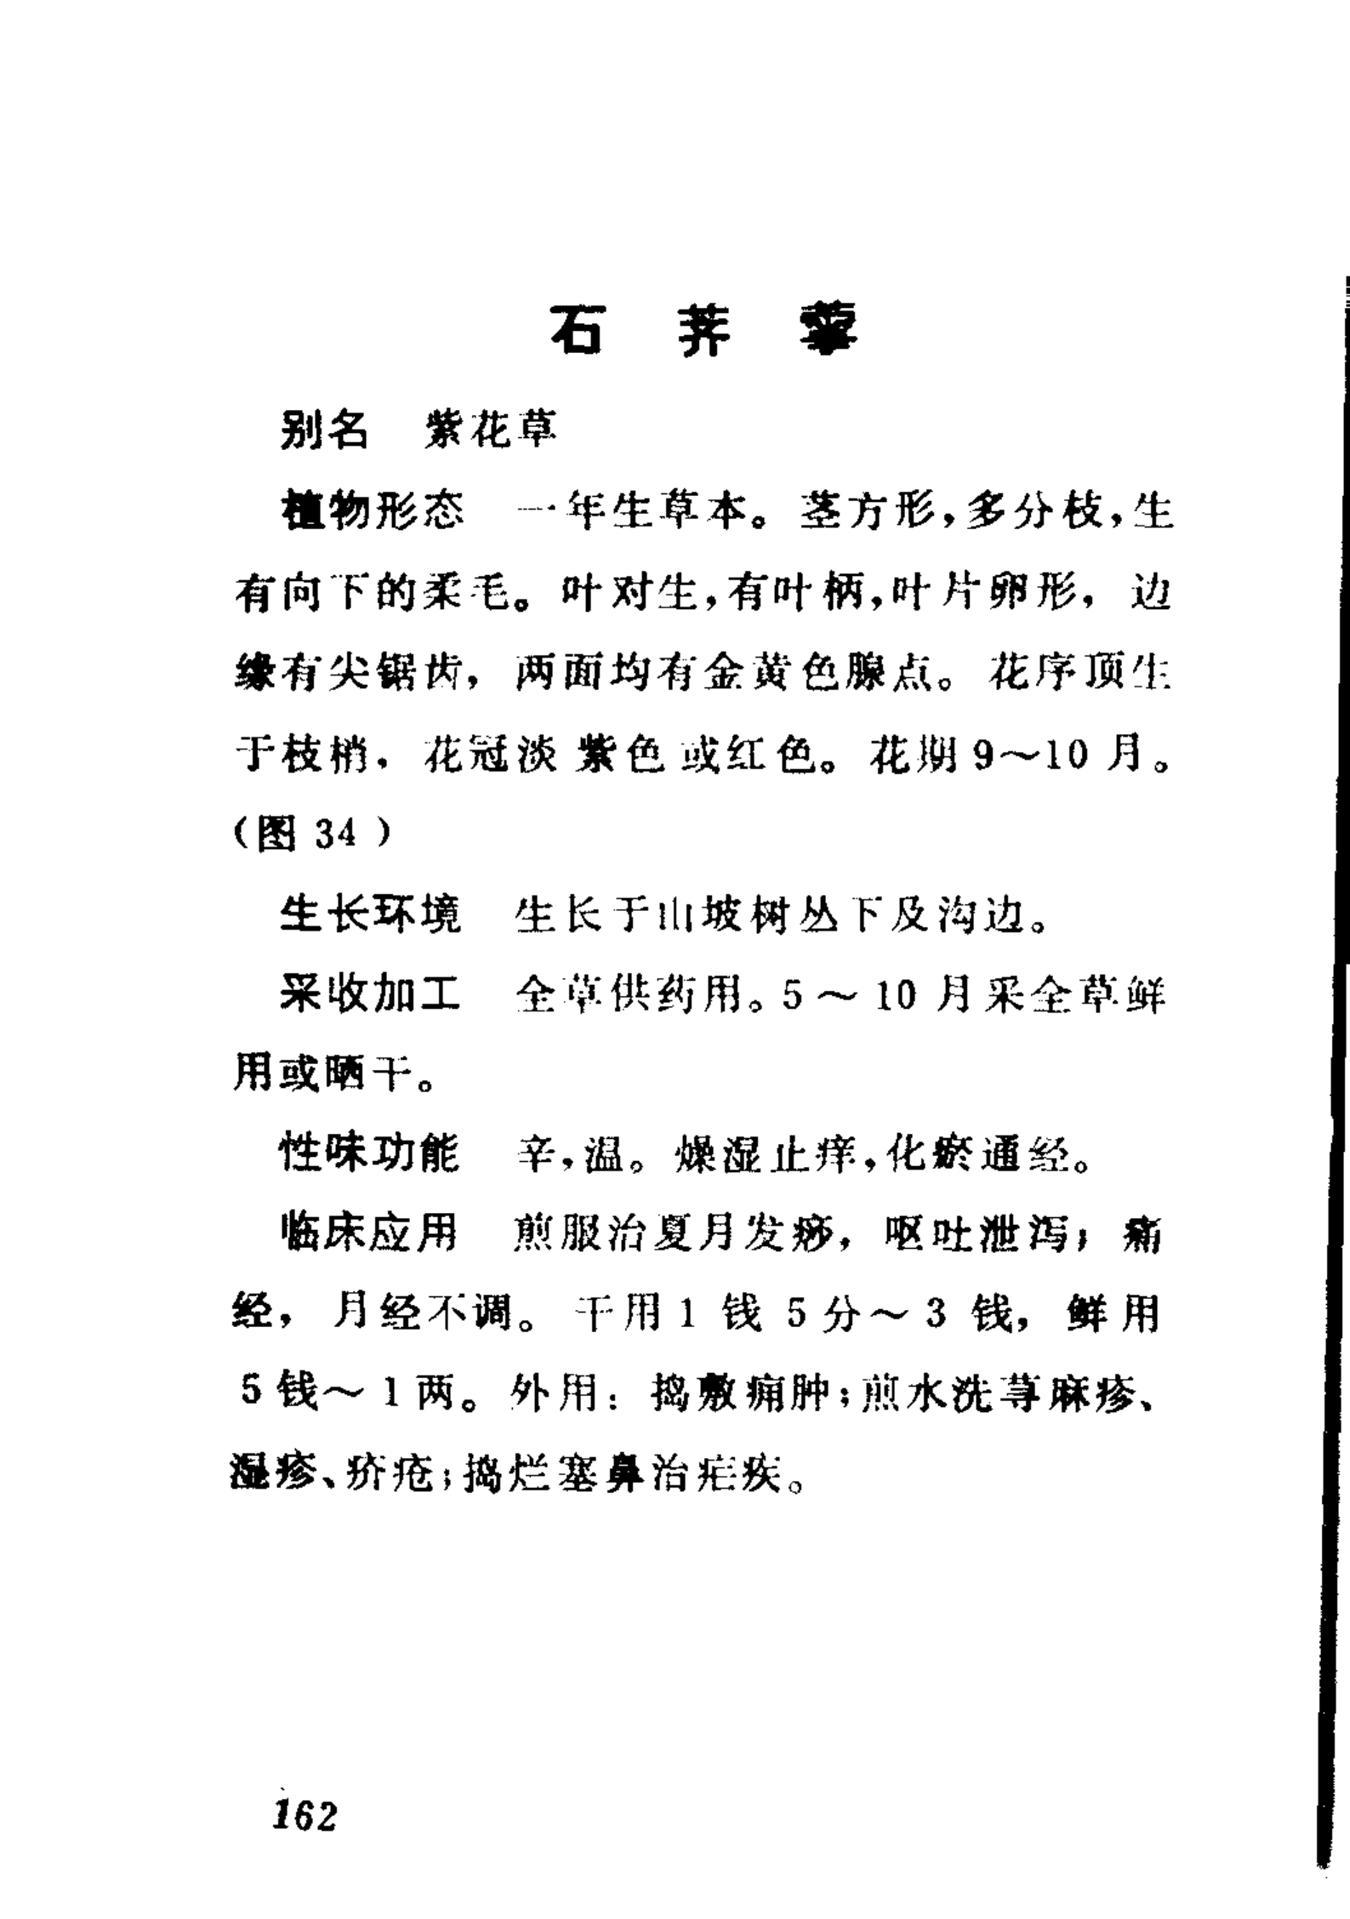 石荠薴
别名　紫花草
植物形态　一年生草本。茎方形,多分枝,生
有向下的柔毛。叶对生,有叶柄,叶片卵形，边
缘有尖锯齿，两面均有金黄色腺点。花序顶生
于枝梢，花冠淡紫色或红色。花期9～10月。
（图34）
生长环境　生长于山坡树丛下及沟边。
采收加工　全草供药用。5～10月采全草鲜
用或晒干。
性味功能　辛,温。燥湿止痒,化瘀通经。
临床应用　煎服治夏月发痧，呕吐泄泻；痛
经，月经不调。干用1钱5分～3钱，鲜用
5钱～1两。外用：捣敷痈肿;煎水洗荨麻疹、
湿疹、疥疮;捣烂塞鼻治疟疾。
162